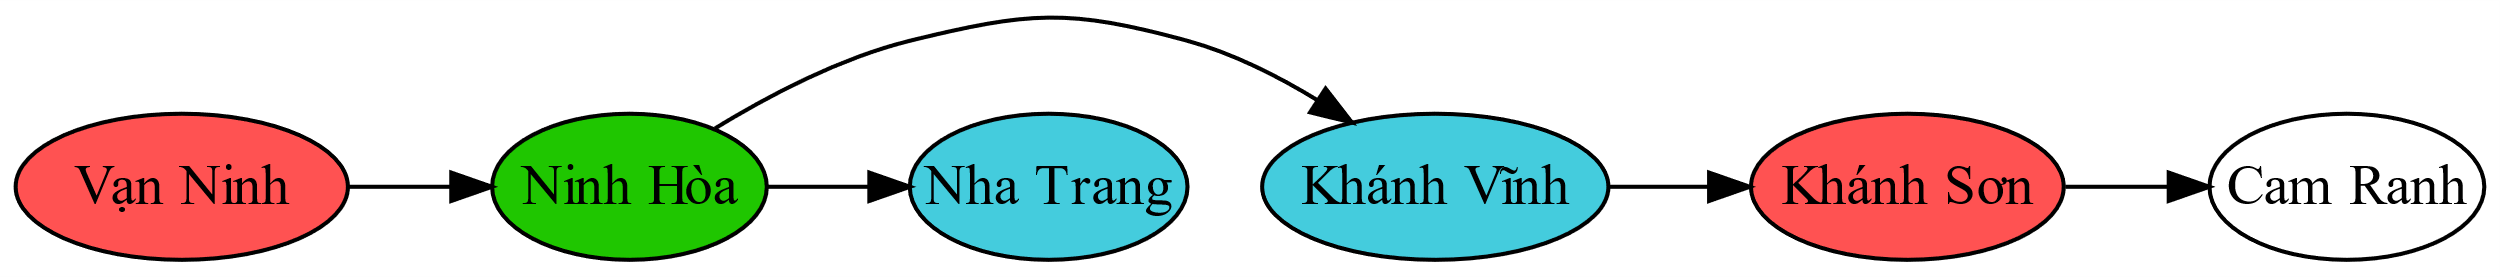 Vạn Ninh
Ninh Hòa
Nha Trang
Khánh Vĩnh
Khánh Sơn
Cam Ranh